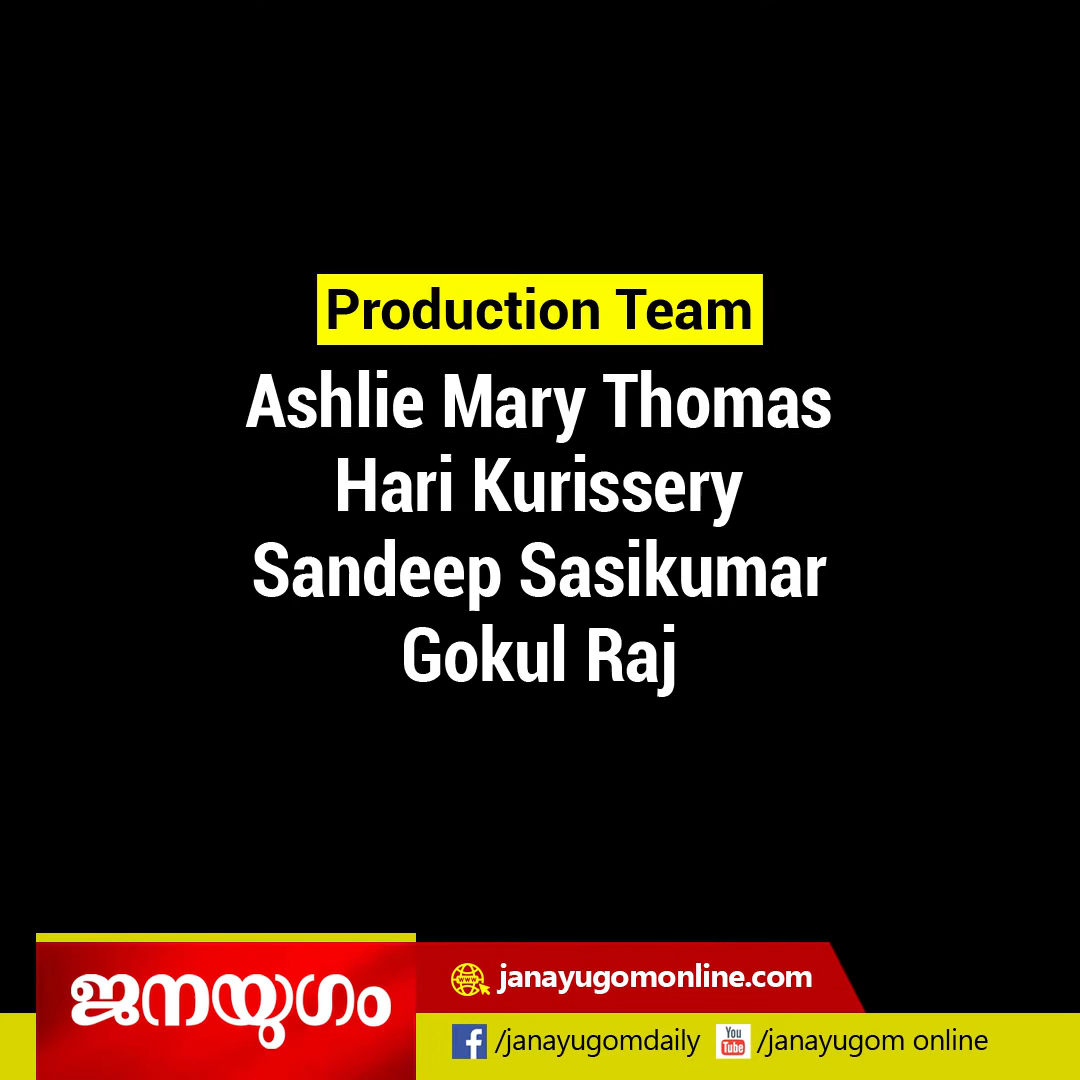 Production Team
Ashlie Mary Thomas
Hari Kurissery
Sandeep Sasikumar
Gokul Raj
ജനയുഗം
www
janayugomonline.com
f /janayugomdaily
You Tube /janayugom online